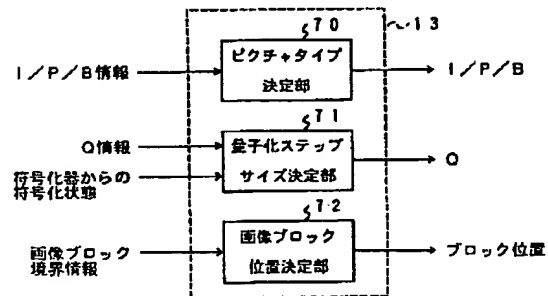 70
13
I/P/B情報
ピクチャタイプ
決定部
I/P/B
71
Q情報
符号化器からの
符号化状態
量子化ステップ
サイズ決定部
Q
72
画像ブロック
境界情報
画像ブロック
位置決定部
ブロック位置